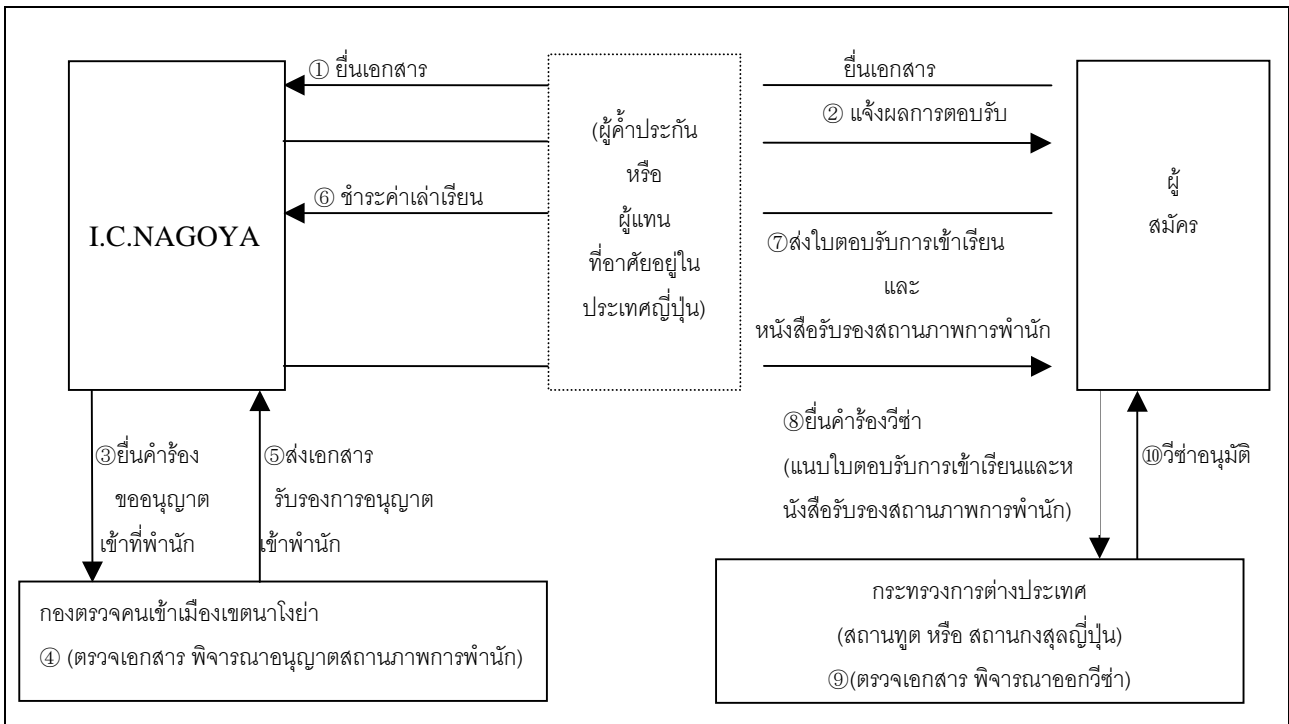 ① ยื่นเอกสาร
ยื่นเอกสาร
② แจ้งผลการตอบรับ
(ผู้ค้ำประกัน
หรือ
ผู้แทน
ที่อาศัยอยู่ใน
ประเทศญี่ปุ่น)
ผู้
สมัคร
I.C.NAGOYA
⑥ ชำระค่าเล่าเรียน
⑦ส่งใบตอบรับการเข้าเรียน
และ
หนังสือรับรองสถานภาพการพำนัก
③ยื่นคำร้อง
ขออนุญาต
เข้าที่พำนัก
⑤ส่งเอกสาร
รับรองการอนุญาต
เข้าพำนัก
⑧ยื่นคำร้องวีซ่า
(แนบใบตอบรับการเข้าเรียนและห
นังสือรับรองสถานภาพการพำนัก)
⑩วีซ่าอนุมัติ
กองตรวจคนเข้าเมืองเขตนาโงย่า
④ (ตรวจเอกสาร พิจารณาอนุญาตสถานภาพการพำนัก)
กระทรวงการต่างประเทศ
(สถานทูต หรือ สถานกงสุลญี่ปุ่น)
⑨(ตรวจเอกสาร พิจารณาออกวีซ่า)